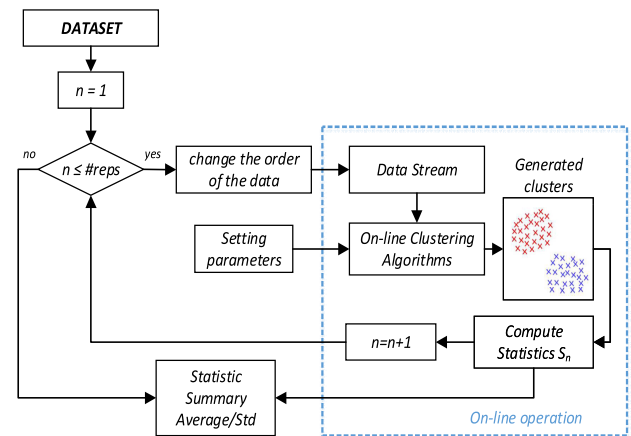 DATASET
n = 1
no
n ≤ #reps
yes
change the order
of the data
Data Stream
Generated
clusters
Setting
parameters
On-line Clustering
Algorithms
n=n+1
Compute
Statistics Sn
Statistic
Summary
Average/Std
On-line operation